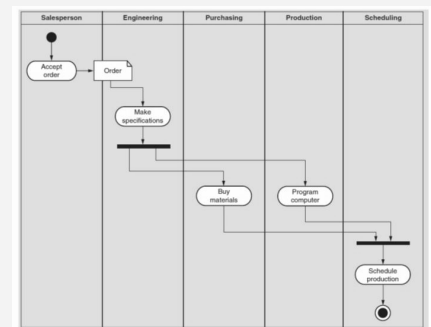 Salesperson
Engineering
Purchasing
Production
Scheduling
Accept
order
Order
Make
specifications
Buy
materials
Program
computer
Schedule
production